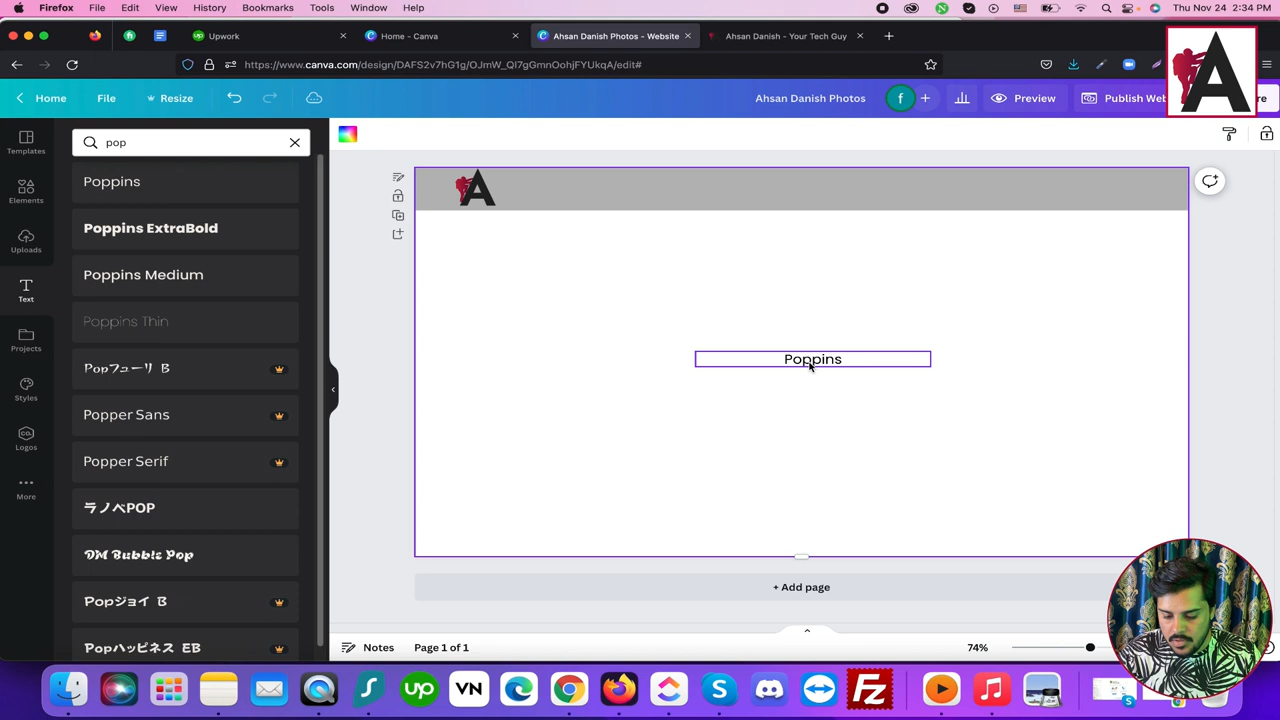 Firefox File Edit View History Bookmarks Tools Window Help Thu Nov 24 2:34 PM
Upwork Home - Canva Ahsan Danish Photos - Website Ahsan Danish - Your Tech Guy
https://www.canva.com/design/DAFS2v7hG1g/OJmW_Ql7gGmnOohjFYUkqA/edit#
Home File Resize Ahsan Danish Photos f Preview Publish Web
A
Templates
Elements
Uploads
Text
Projects
Styles
Logos
More
pop
Poppins
Poppins ExtraBold
Poppins Medium
Poppins Thin
Popフューリ B
Popper Sans
Popper Serif
ラノベPOP
DM Bubble Pop
Popジョイ B
Popハッピネス EB
A
Poppins
+ Add page
Notes Page 1 of 1 74%
up VN Fz